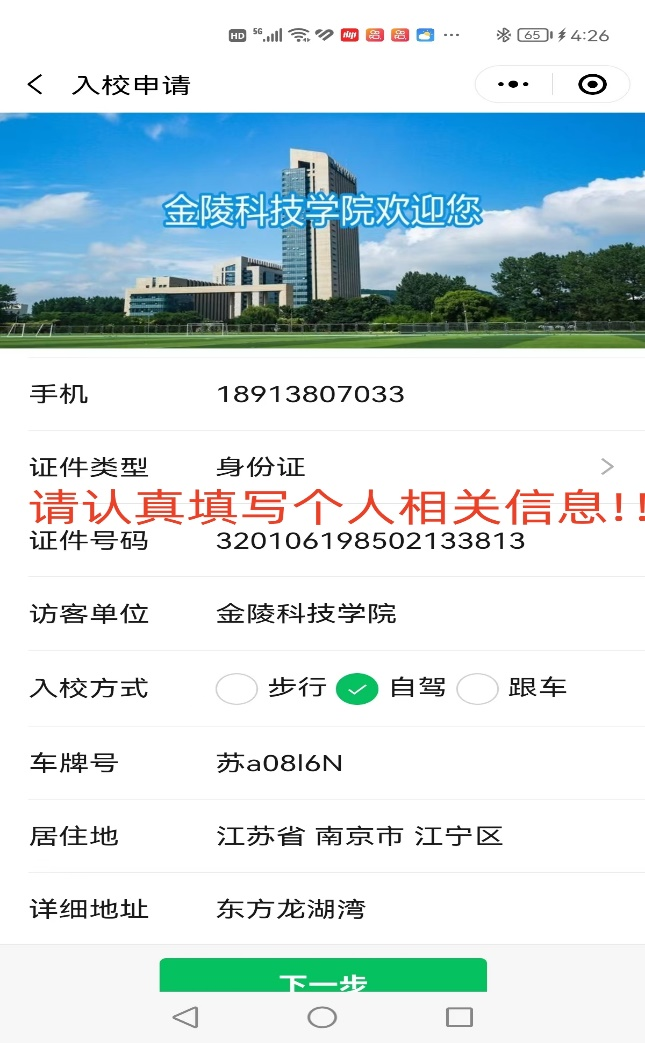 HD 5G 65 4:26
入校申请
金陵科技学院欢迎您
手机 18913807033
证件类型 身份证
请认真填写个人相关信息!!
证件号码 320106198502133813
访客单位 金陵科技学院
入校方式 步行 自驾 跟车
车牌号 苏a08l6N
居住地 江苏省 南京市 江宁区
详细地址 东方龙湖湾
下一步